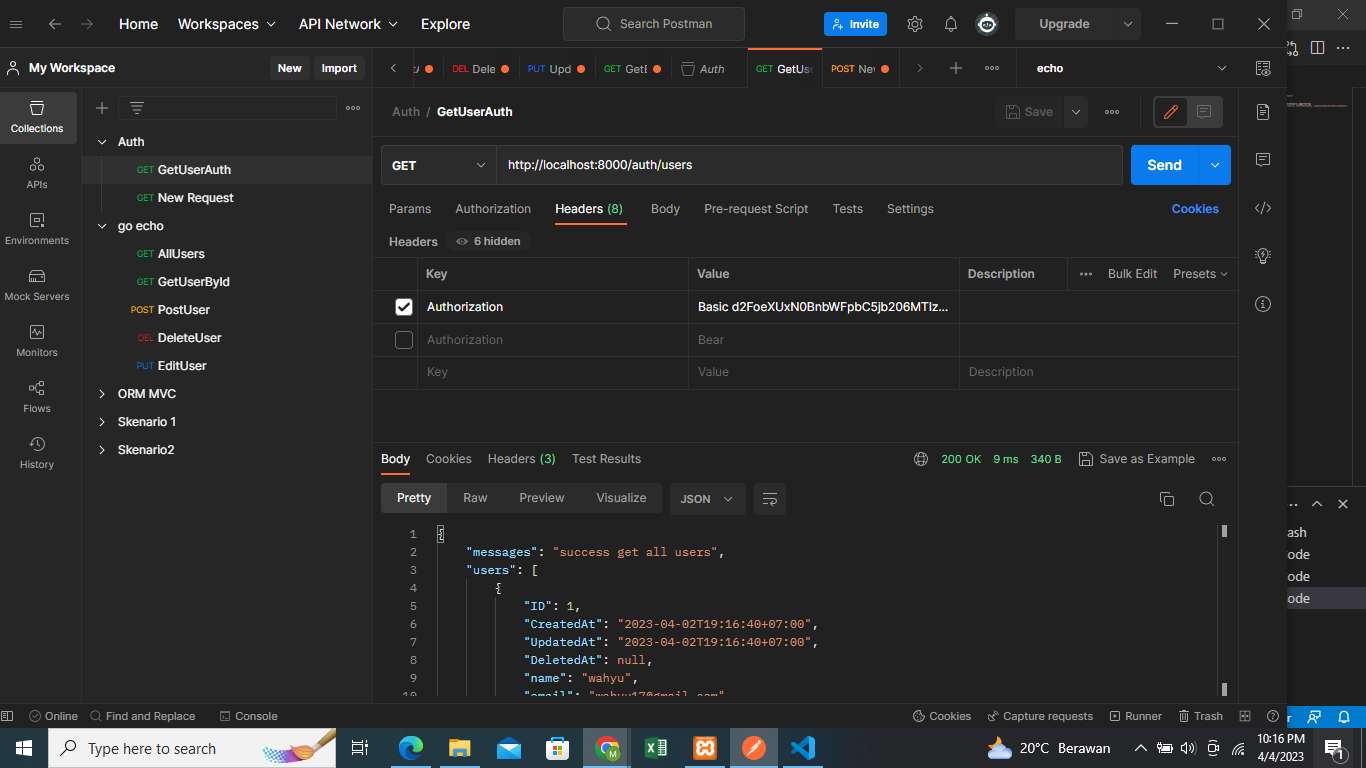 Home Workspaces API Network Explore Search Postman Invite Upgrade
My Workspace New Import
DEL Dele PUT Upd GET GetE Auth GET GetUse POST Nev echo
Collections
APIs
Environments
Mock Servers
Monitors
Flows
History
Auth
GET GetUserAuth
GET New Request
go echo
GET AllUsers
GET GetUserById
POST PostUser
DEL DeleteUser
PUT EditUser
ORM MVC
Skenario 1
Skenario2
Auth / GetUserAuth Save
GET http://localhost:8000/auth/users Send
Params Authorization Headers (8) Body Pre-request Script Tests Settings Cookies
Headers 6 hidden
Key Value Description Bulk Edit Presets
Authorization Basic d2FoeXUxN0BnbWFpbC5jb206MTIz...
Authorization Bear
Key Value Description
Body Cookies Headers (3) Test Results 200 OK 9 ms 340 B Save as Example
Pretty Raw Preview Visualize JSON
1 {
2 "messages": "success get all users",
3 "users": [
4 {
5 "ID": 1,
6 "CreatedAt": "2023-04-02T19:16:40+07:00",
7 "UpdatedAt": "2023-04-02T19:16:40+07:00",
8 "DeletedAt": null,
9 "name": "wahyu",
10 "email": "wahyu17@gmail.com"
ash
ode
ode
ode
Online Find and Replace Console Cookies Capture requests Runner Trash
Type here to search 20°C Berawan 10:16 PM
4/4/2023 1